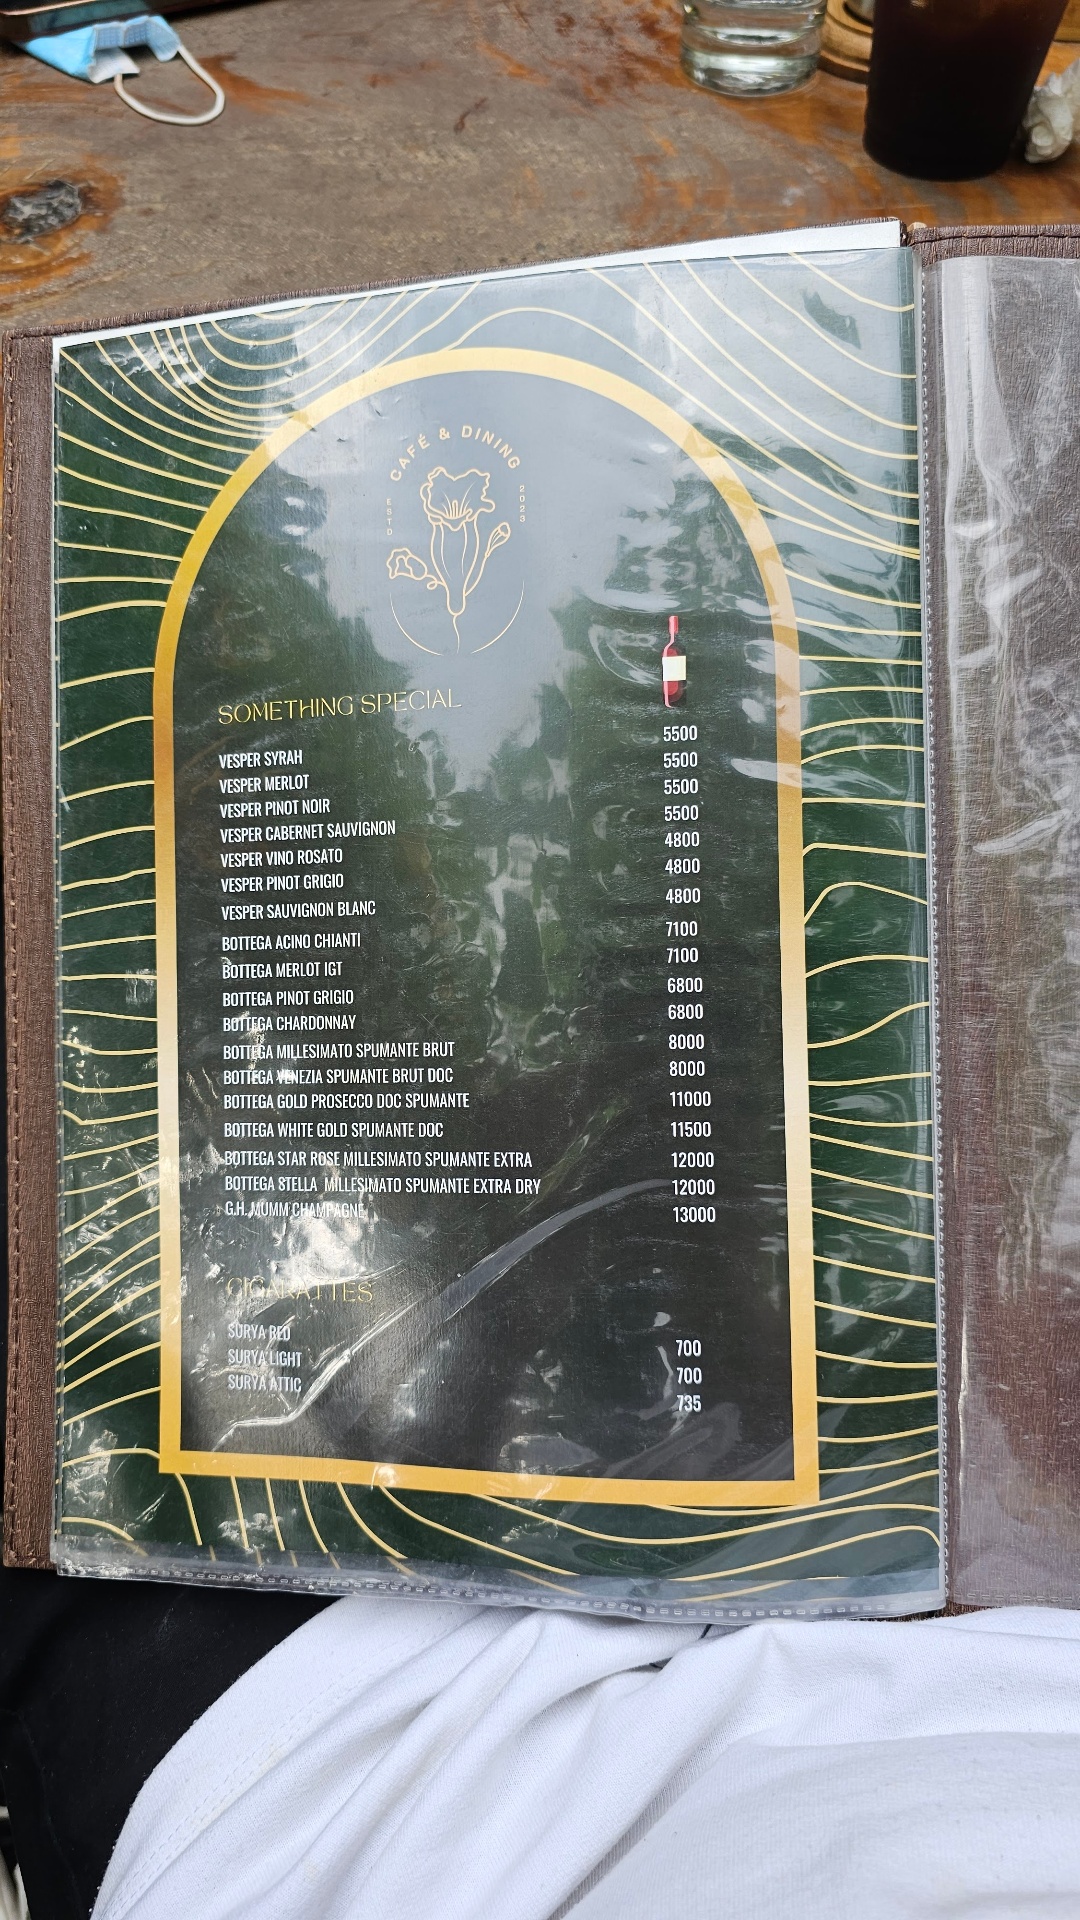 CAFÉ & DINING
ESTD 2023
SOMETHING SPECIAL
VESPER SYRAH 5500
VESPER MERLOT 5500
VESPER PINOT NOIR 5500
VESPER CABERNET SAUVIGNON 5500
VESPER VINO ROSATO 4800
VESPER PINOT GRIGIO 4800
VESPER SAUVIGNON BLANC 4800
BOTTEGA ACINO CHIANTI 7100
BOTTEGA MERLOT IGT 7100
BOTTEGA PINOT GRIGIO 6800
BOTTEGA CHARDONNAY 6800
BOTTEGA MILLESIMATO SPUMANTE BRUT 8000
BOTTEGA VENEZIA SPUMANTE BRUT DOC 8000
BOTTEGA GOLD PROSECCO DOC SPUMANTE 11000
BOTTEGA WHITE GOLD SPUMANTE DOC 11500
BOTTEGA STAR ROSE MILLESIMATO SPUMANTE EXTRA 12000
BOTTEGA STELLA MILLESIMATO SPUMANTE EXTRA DRY 12000
G.H. MUMM CHAMPAGNE 13000
CIGARATTES
SURYA RED 700
SURYA LIGHT 700
SURYA ATTIC 735